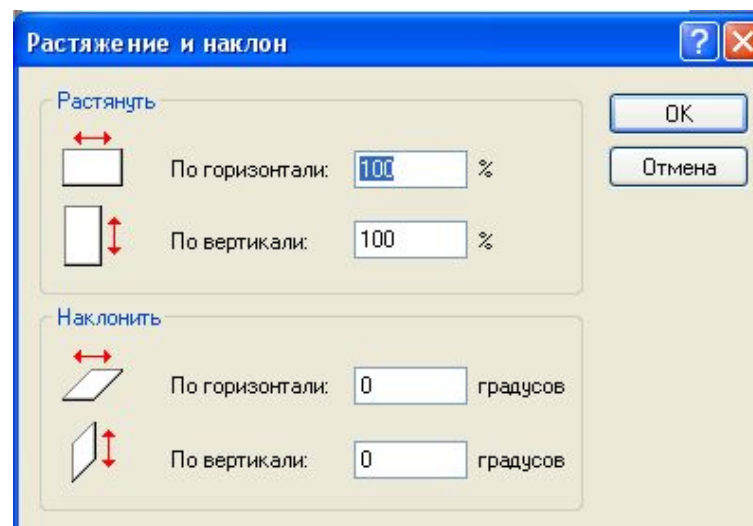 Растяжение и наклон
Растянуть
По горизонтали: 100 %
По вертикали: 100 %
OK
Отмена
Наклонить
По горизонтали: 0 градусов
По вертикали: 0 градусов